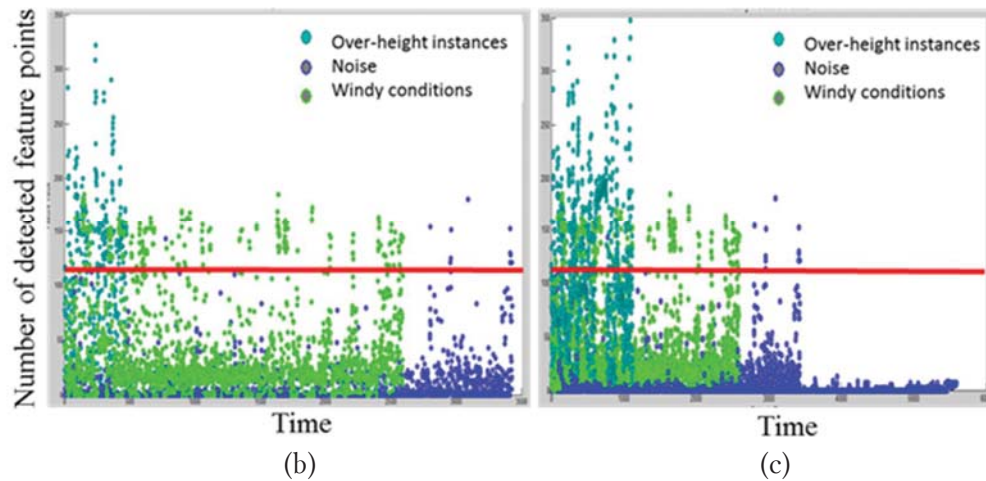 Number of detected feature points
Over-height instances
Noise
Windy conditions
Time
(b)
Over-height instances
Noise
Windy conditions
Time
(c)